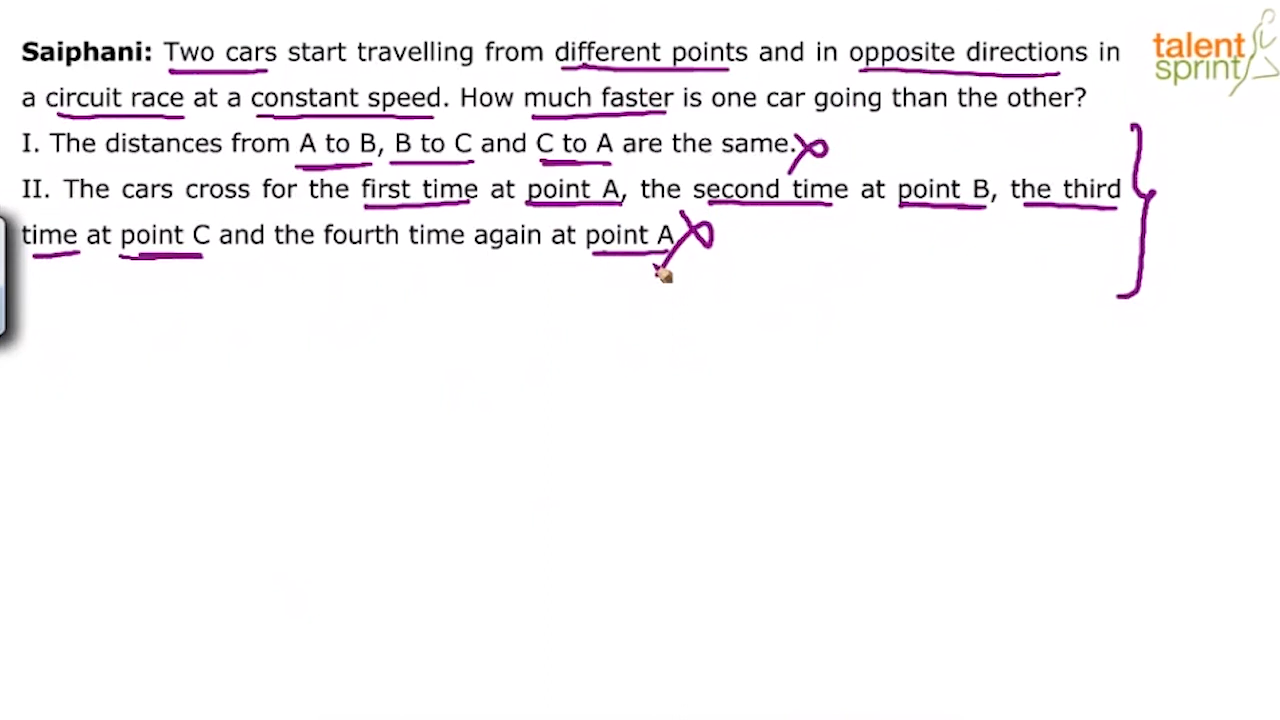 Saiphani: Two cars start travelling from different points and in opposite directions in
a circuit race at a constant speed. How much faster is one car going than the other?
I. The distances from A to B, B to C and C to A are the same.
II. The cars cross for the first time at point A, the second time at point B, the third
time at point C and the fourth time again at point A
talent
sprint